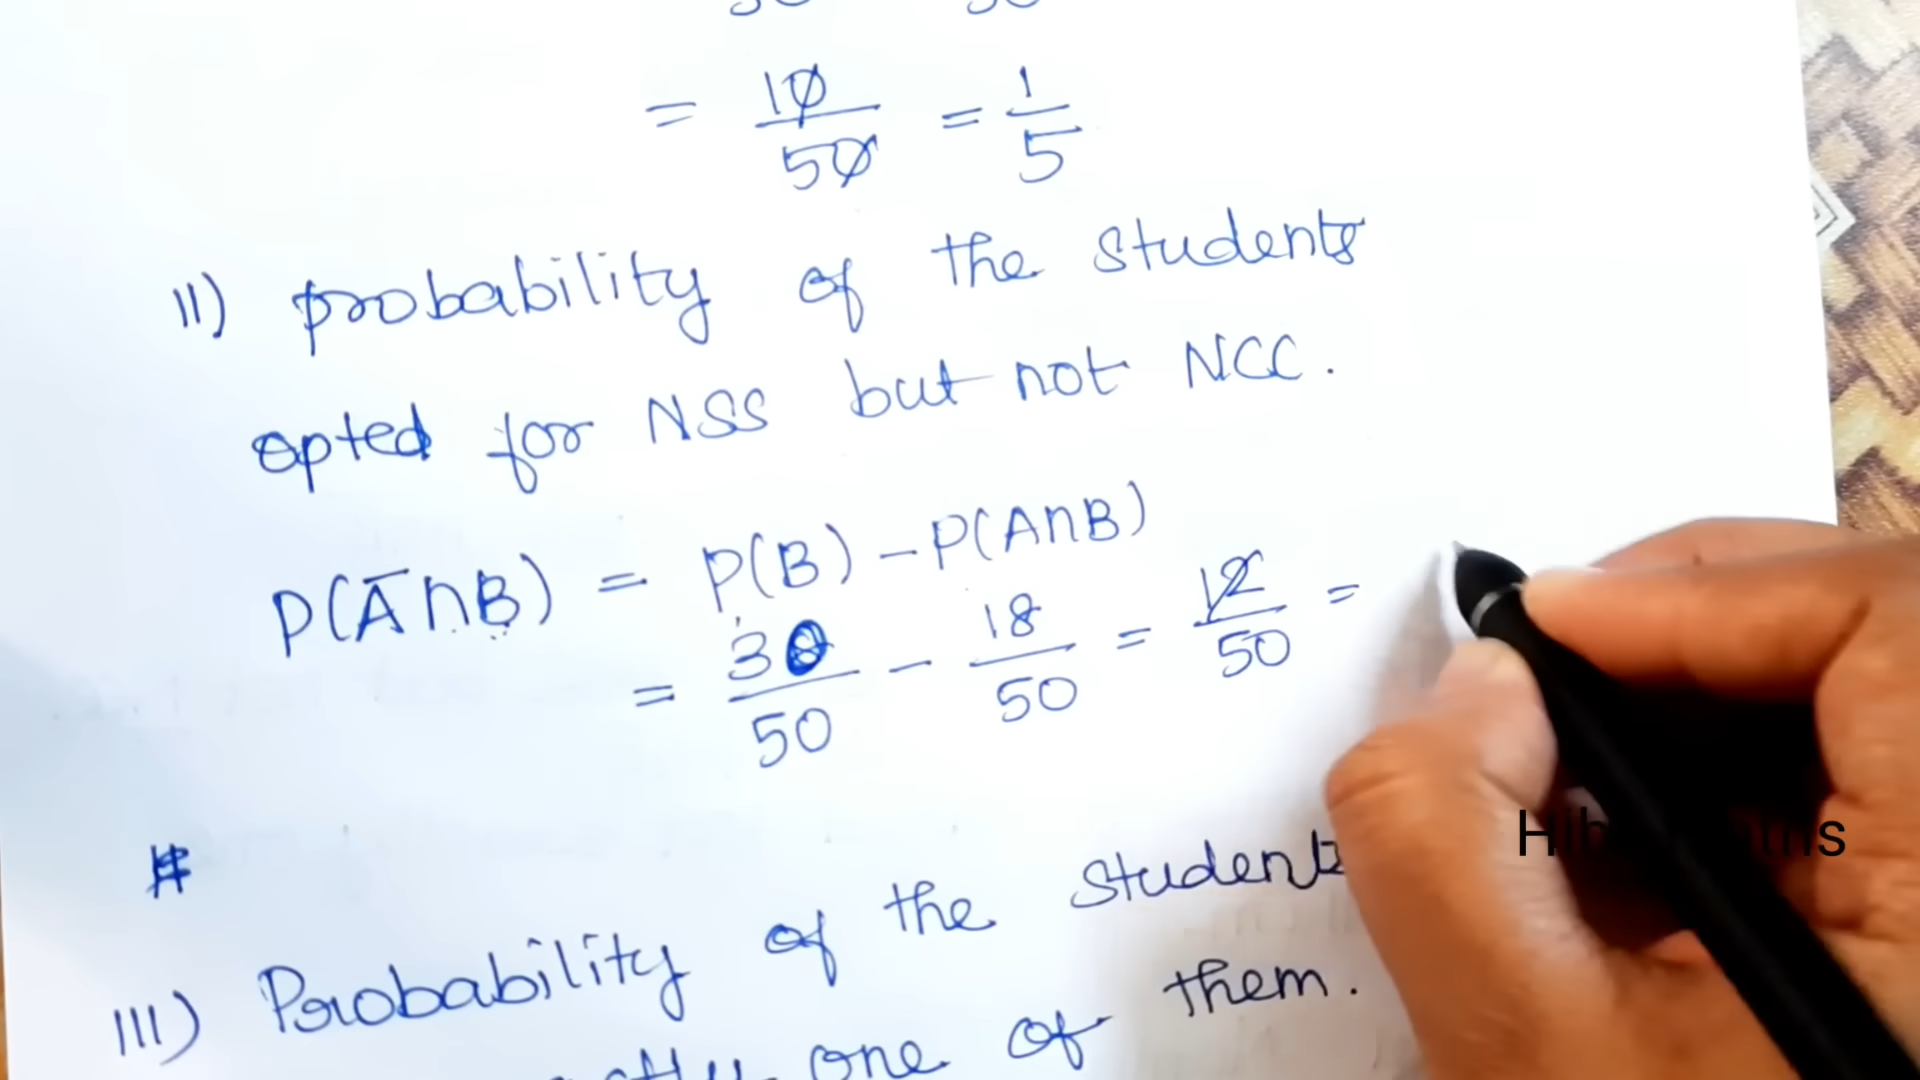 = 10/50 = 1/5
II) probability of the students
opted for NSS but not NCC.
P(A̅∩B) = P(B) - P(A∩B)
= 30/50 - 18/50 = 12/50 =
III) Probability of the students
one of them.